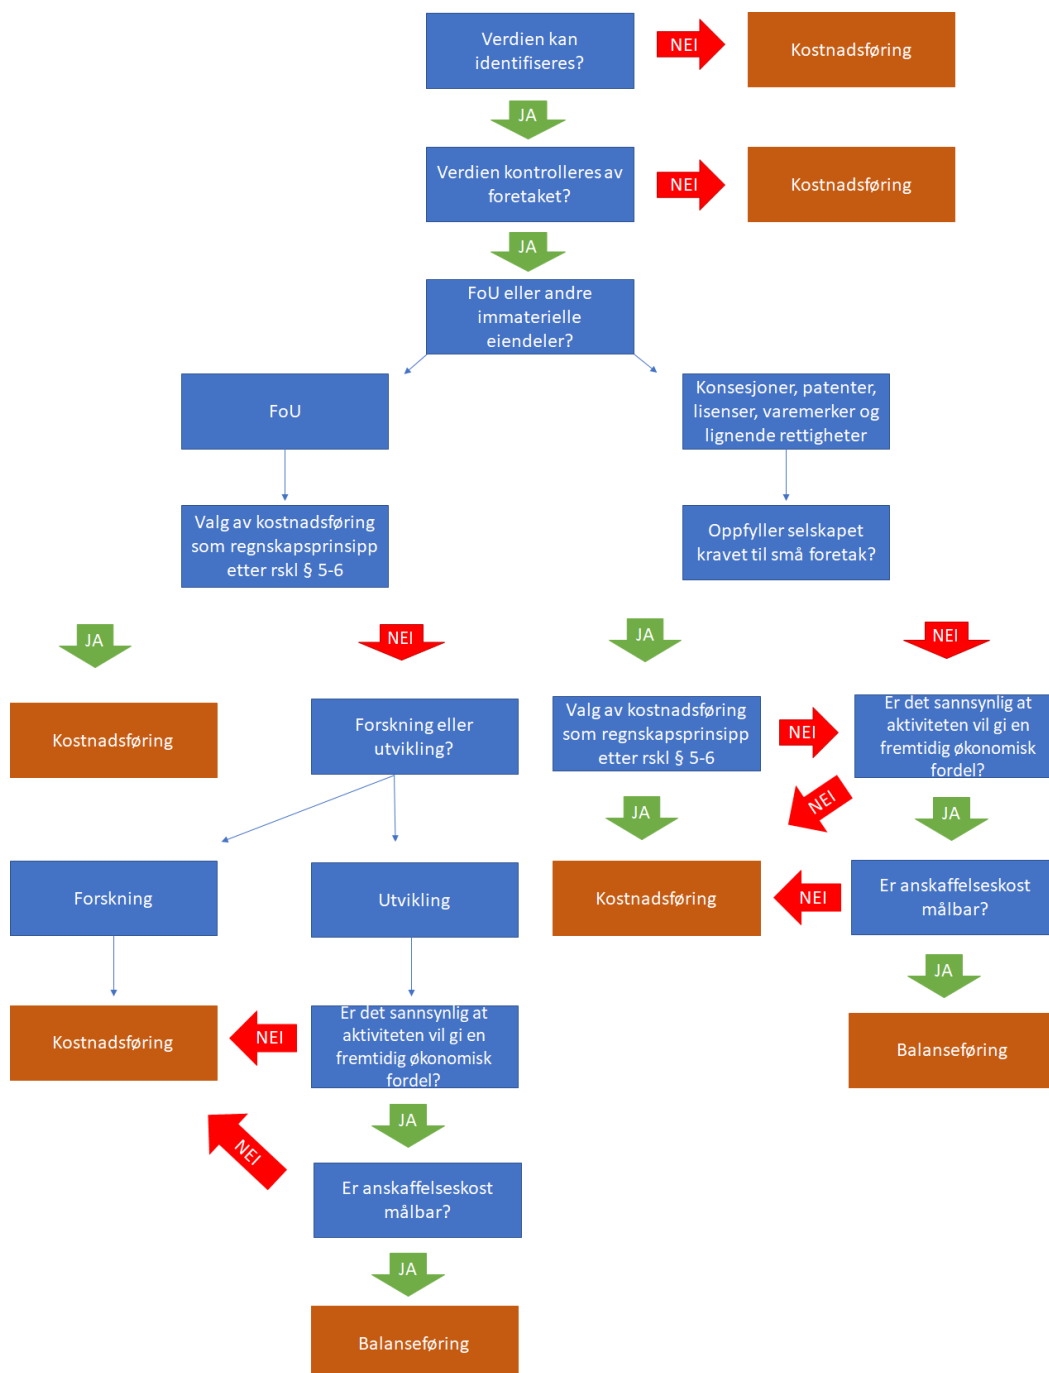 Verdien kan
identifiseres?
NEI
Kostnadsføring
JA
Verdien kontrolleres av
foretaket?
NEI
Kostnadsføring
JA
FoU eller andre
immaterielle
eiendeler?
FoU
Konsesjoner, patenter,
lisenser, varemerker og
lignende rettigheter
Valg av kostnadsføring
som regnskapsprinsipp
etter rskl § 5-6
Oppfyller selskapet
kravet til små foretak?
JA
NEI
JA
NEI
Kostnadsføring
Forskning eller
utvikling?
Valg av kostnadsføring
som regnskapsprinsipp
etter rskl § 5-6
NEI
Er det sannsynlig at
aktiviteten vil gi en
fremtidig økonomisk
fordel?
NEI
JA
JA
Forskning
Utvikling
Kostnadsføring
NEI
Er anskaffelseskost
målbar?
JA
Kostnadsføring
NEI
Er det sannsynlig at
aktiviteten vil gi en
fremtidig økonomisk
fordel?
Balanseføring
JA
NEI
Er anskaffelseskost
målbar?
JA
Balanseføring